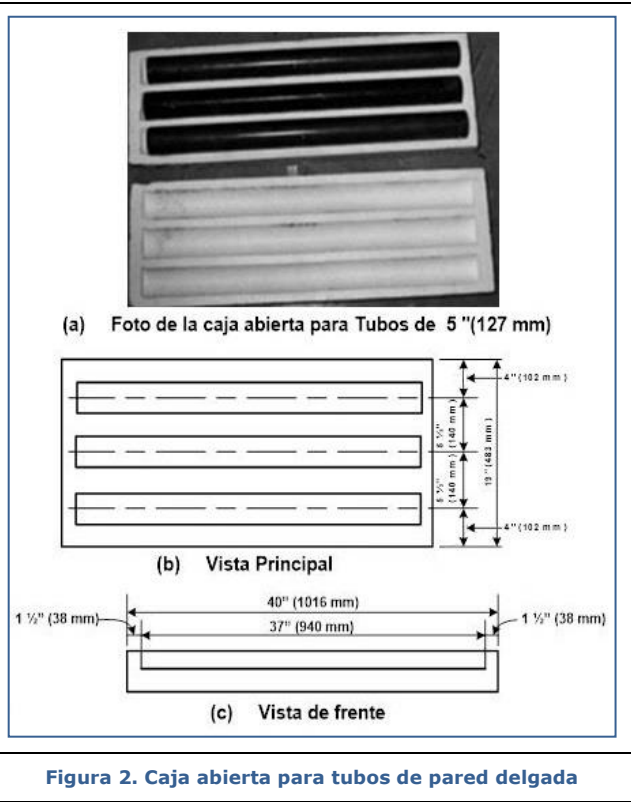 (a) Foto de la caja abierta para Tubos de 5 "(127 mm)
4" (102 mm)
5 ½"
(140 mm)
5 ½"
(140 mm)
19 "(483 mm)
4" (102 mm)
(b) Vista Principal
40" (1016 mm)
1 ½" (38 mm)
37" (940 mm)
1 ½" (38 mm)
(c) Vista de frente
Figura 2. Caja abierta para tubos de pared delgada